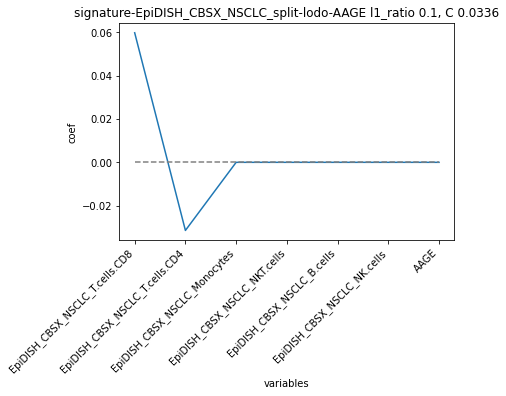 signature-EpiDISH_CBSX_NSCLC_split-lodo-AAGE l1_ratio 0.1, C 0.0336
0.06
0.04
0.02
0.00
−0.02
coef
EpiDISH_CBSX_NSCLC_T.cells.CD8
EpiDISH_CBSX_NSCLC_T.cells.CD4
EpiDISH_CBSX_NSCLC_Monocytes
EpiDISH_CBSX_NSCLC_NKT.cells
EpiDISH_CBSX_NSCLC_B.cells
EpiDISH_CBSX_NSCLC_NK.cells
AAGE
variables